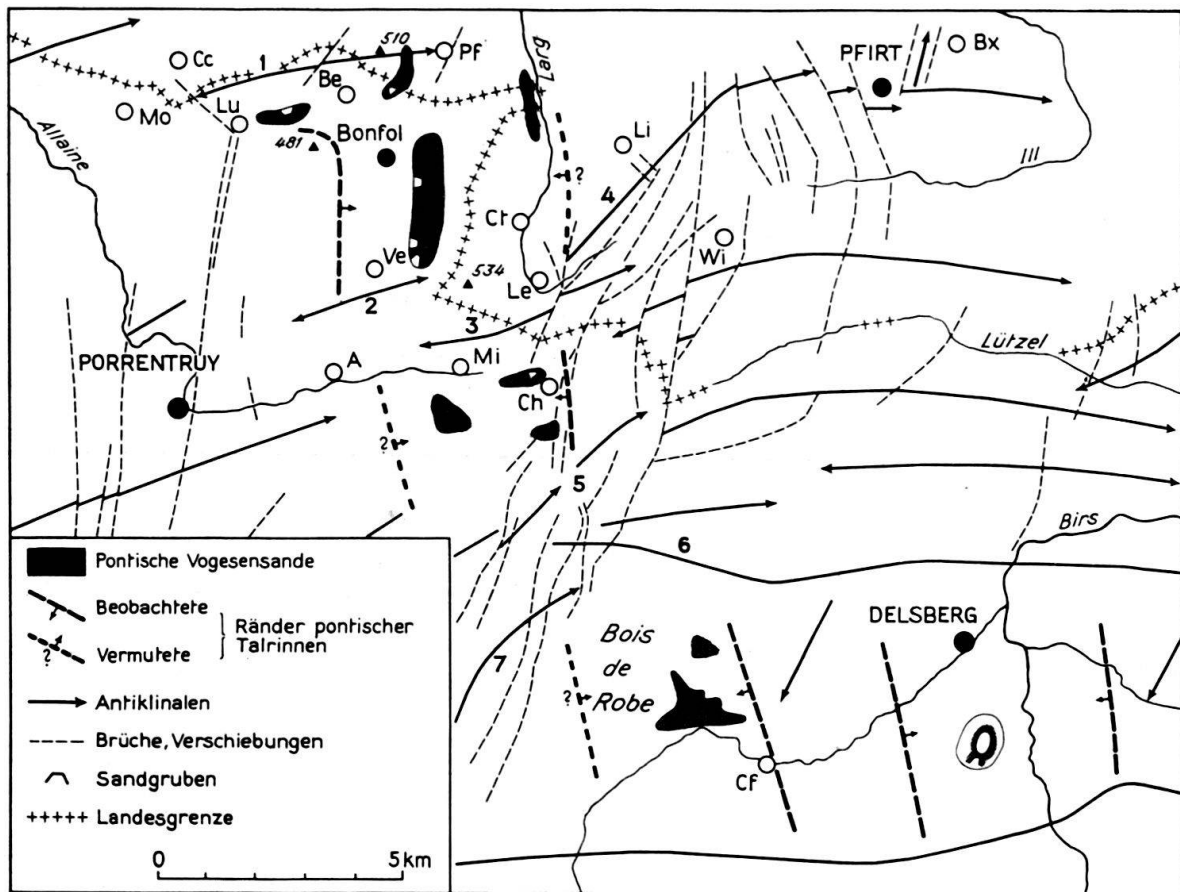 510
Cc
1
Pf
Bx
PFIRT
Be
Mo
Lu
Larg
Allaine
481
Bonfol
Li
Ill
?
4
Ct
Ve
534
Le
Wi
2
3
Lützel
PORRENTRUY
A
Mi
Ch
?
5
Birs
6
Pontische Vogesensande
Beobachtete
Vermutete
?
Ränder pontischer
Talrinnen
Antiklinalen
Brüche, Verschiebungen
Sandgruben
Landesgrenze
0 5 km
DELSBERG
Bois
de
Robe
7
?
Cf